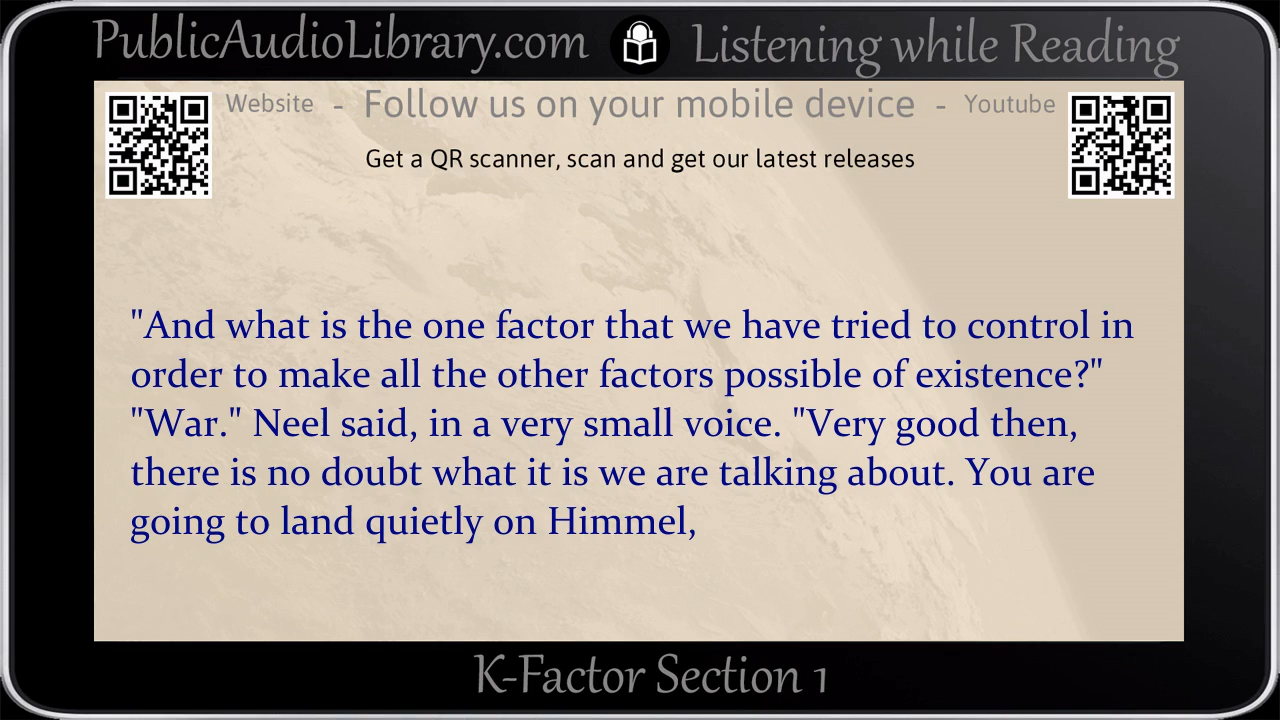 PublicAudioLibrary.com Listening while Reading
Website - Follow us on your mobile device - Youtube
Get a QR scanner, scan and get our latest releases
"And what is the one factor that we have tried to control in
order to make all the other factors possible of existence?"
"War." Neel said, in a very small voice. "Very good then,
there is no doubt what it is we are talking about. You are
going to land quietly on Himmel,
K-Factor Section 1